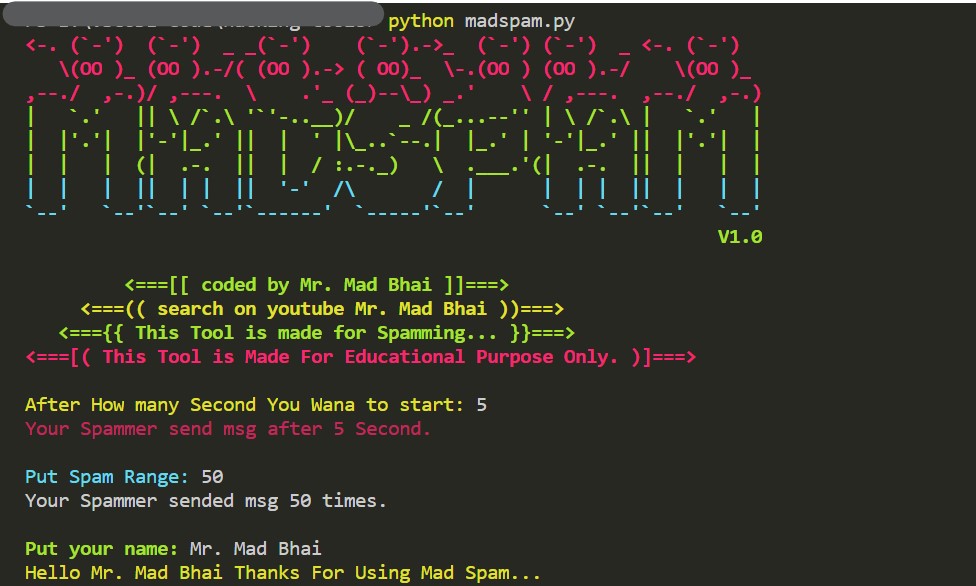 python madspam.py
V1.0
<===[[ coded by Mr. Mad Bhai ]]===>
<===(( search on youtube Mr. Mad Bhai ))===>
<==={{ This Tool is made for Spamming... }}===>
<===[( This Tool is Made For Educational Purpose Only. )]===>
After How many Second You Wana to start: 5
Your Spammer send msg after 5 Second.
Put Spam Range: 50
Your Spammer sended msg 50 times.
Put your name: Mr. Mad Bhai
Hello Mr. Mad Bhai Thanks For Using Mad Spam...